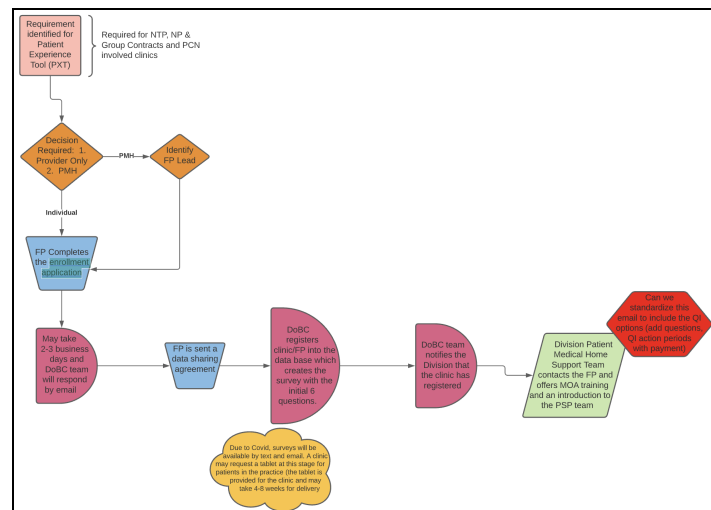 Requirement
identified for
Patient
Experience
Tool (PXT)
Required for NTP, NP &
Group Contracts and PCN
involved clinics
Decision
Required: 1.
Provider Only
2. PMH
PMH
Identify
FP Lead
Individual
FP Completes
the enrollment
application
May take
2-3 business
days and
DoBC team
will respond
by email
FP is sent a
data sharing
agreement
DoBC
registers
clinic/FP into the
data base which
creates the
survey with the
initial 6
questions.
DoBC team
notifies the
Division that
the clinic has
registered
Division Patient
Medical Home
Support Team
contacts the FP and
offers MOA training
and an introduction to
the PSP team
Can we
standardize this
email to include the QI
options (add questions,
QI action periods
with payment)
Due to Covid, surveys will be
available by text and email. A clinic
may request a tablet at this stage for
patients in the practice (the tablet is
provided for the clinic and may
take 4-8 weeks for delivery